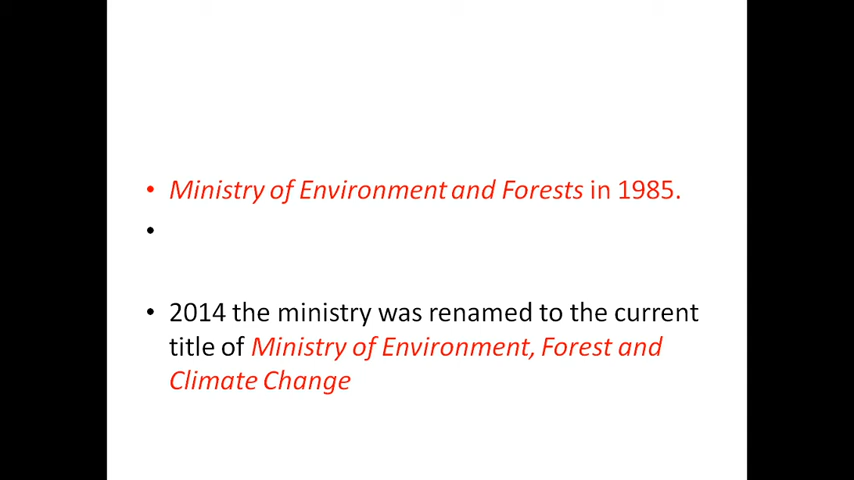 • Ministry of Environment and Forests in 1985.
•
• 2014 the ministry was renamed to the current
title of Ministry of Environment, Forest and
Climate Change